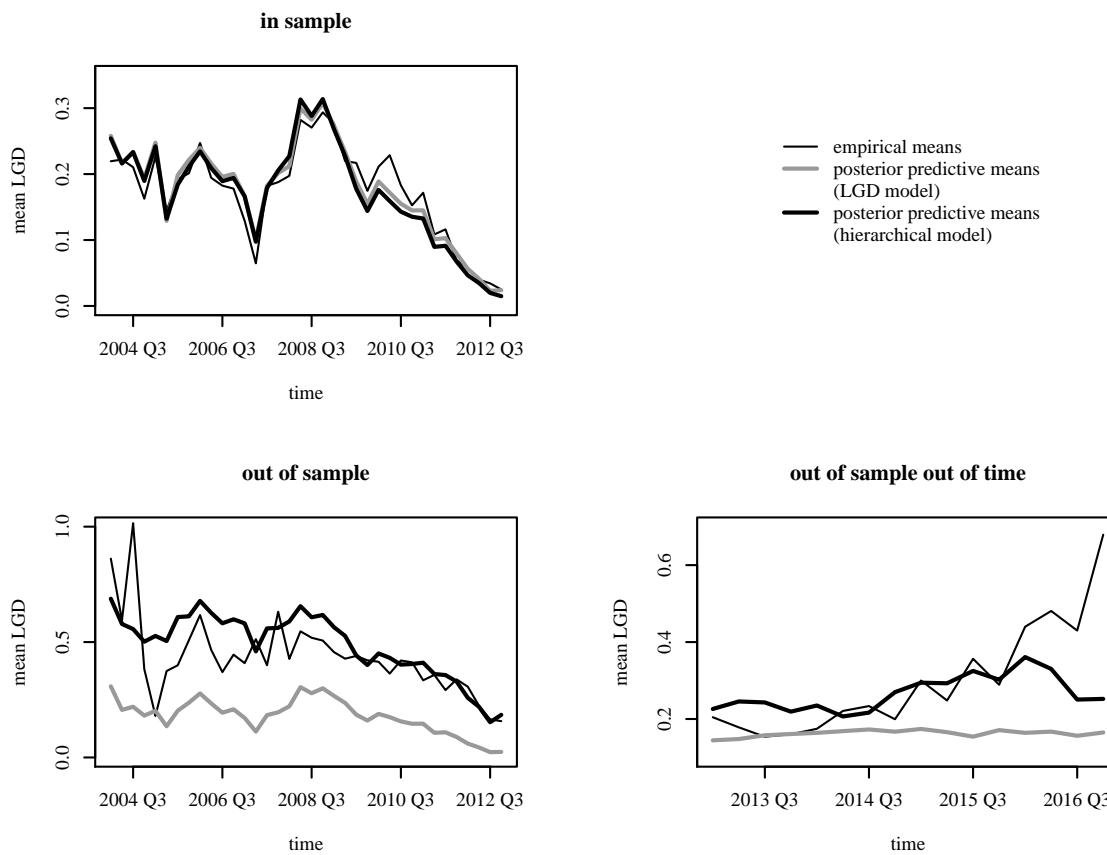 in sample
mean LGD
0.3
0.2
0.1
0.0
2004 Q3 2006 Q3 2008 Q3 2010 Q3 2012 Q3
time
empirical means
posterior predictive means
(LGD model)
posterior predictive means
(hierarchical model)
out of sample
mean LGD
1.0
0.5
0.0
2004 Q3 2006 Q3 2008 Q3 2010 Q3 2012 Q3
time
out of sample out of time
mean LGD
0.6
0.4
0.2
2013 Q3 2014 Q3 2015 Q3 2016 Q3
time